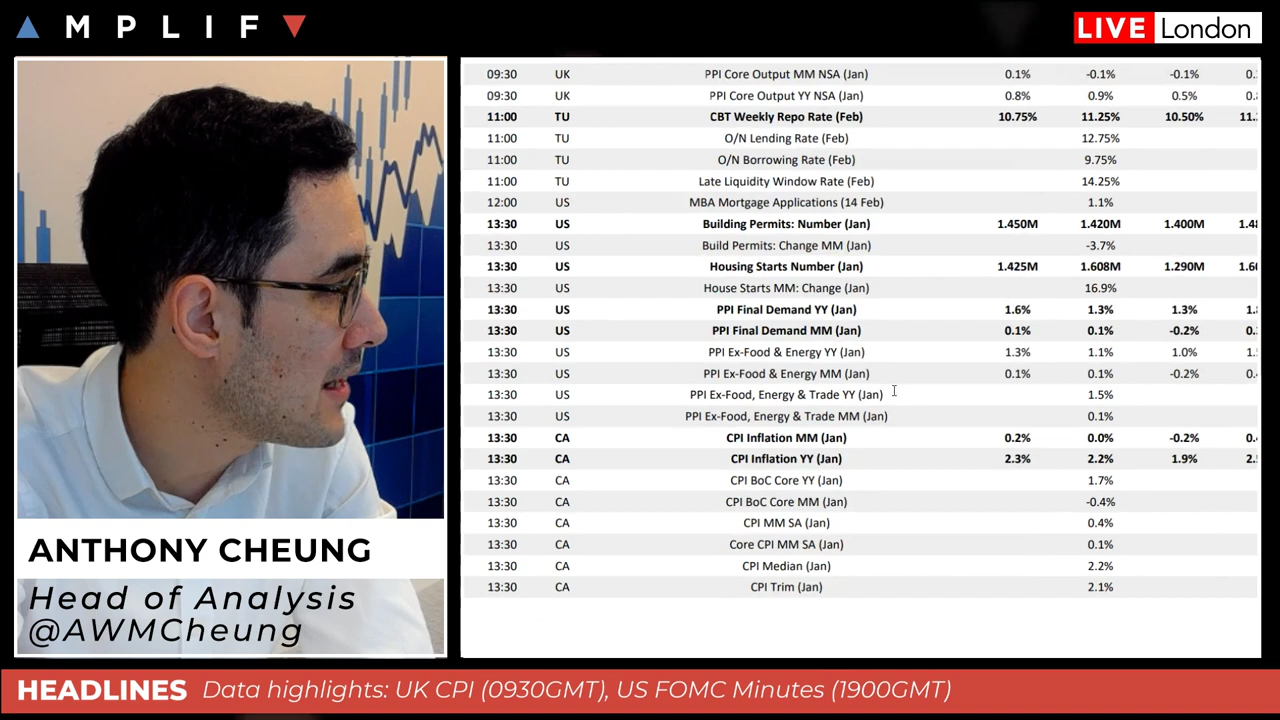 ▲ M P L I F ▼
LIVE London
09:30 UK PPI Core Output MM NSA (Jan) 0.1% -0.1% -0.1%
09:30 UK PPI Core Output YY NSA (Jan) 0.8% 0.9% 0.5%
11:00 TU CBT Weekly Repo Rate (Feb) 10.75% 11.25% 10.50%
11:00 TU O/N Lending Rate (Feb) 12.75%
11:00 TU O/N Borrowing Rate (Feb) 9.75%
11:00 TU Late Liquidity Window Rate (Feb) 14.25%
12:00 US MBA Mortgage Applications (14 Feb) 1.1%
13:30 US Building Permits: Number (Jan) 1.450M 1.420M 1.400M
13:30 US Build Permits: Change MM (Jan) -3.7%
13:30 US Housing Starts Number (Jan) 1.425M 1.608M 1.290M
13:30 US House Starts MM: Change (Jan) 16.9%
13:30 US PPI Final Demand YY (Jan) 1.6% 1.3% 1.3%
13:30 US PPI Final Demand MM (Jan) 0.1% 0.1% -0.2%
13:30 US PPI Ex-Food & Energy YY (Jan) 1.3% 1.1% 1.0%
13:30 US PPI Ex-Food & Energy MM (Jan) 0.1% 0.1% -0.2%
13:30 US PPI Ex-Food, Energy & Trade YY (Jan) 1.5%
13:30 US PPI Ex-Food, Energy & Trade MM (Jan) 0.1%
13:30 CA CPI Inflation MM (Jan) 0.2% 0.0% -0.2%
13:30 CA CPI Inflation YY (Jan) 2.3% 2.2% 1.9%
13:30 CA CPI BoC Core YY (Jan) 1.7%
13:30 CA CPI BoC Core MM (Jan) -0.4%
13:30 CA CPI MM SA (Jan) 0.4%
13:30 CA Core CPI MM SA (Jan) 0.1%
13:30 CA CPI Median (Jan) 2.2%
13:30 CA CPI Trim (Jan) 2.1%
ANTHONY CHEUNG
Head of Analysis
@AWMCheung
HEADLINES Data highlights: UK CPI (0930GMT), US FOMC Minutes (1900GMT)